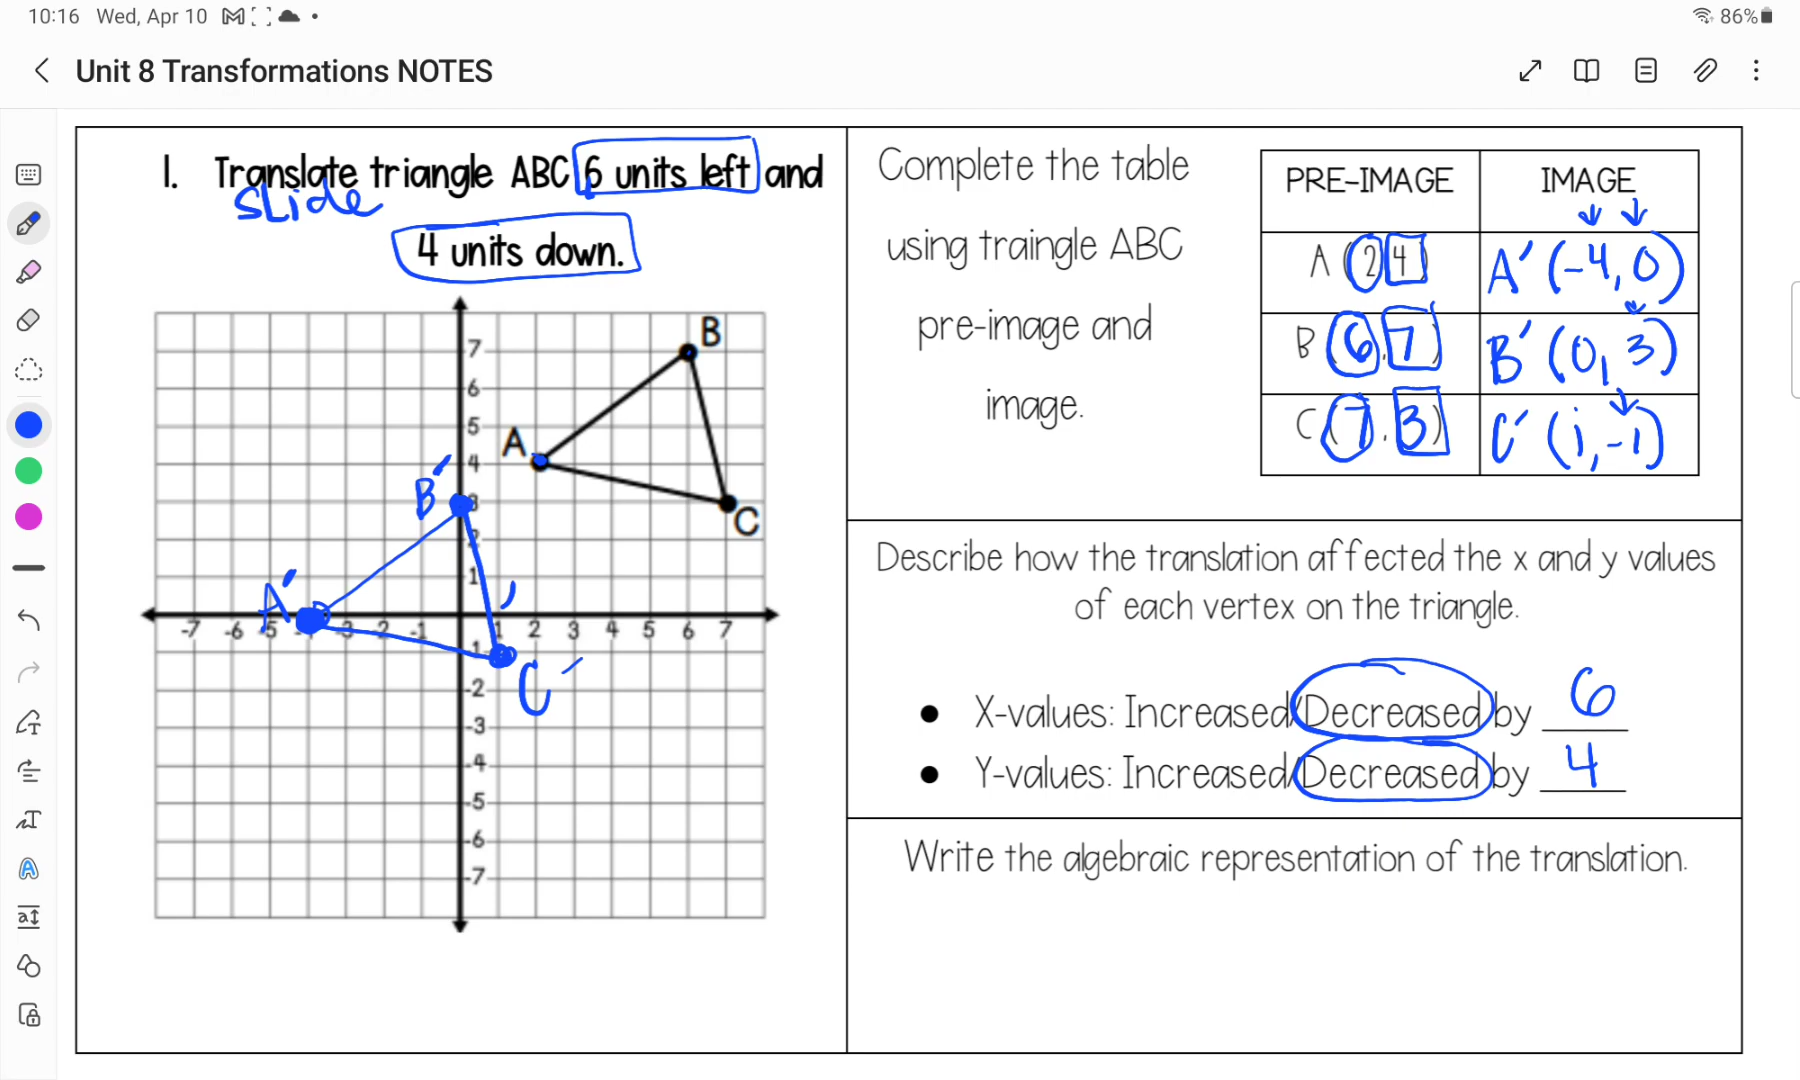 10:16 Wed, Apr 10
86%
Unit 8 Transformations NOTES
1. Translate triangle ABC 6 units left and
slide
4 units down.
B
7
6
5
A
4
B′
3
C
2
1
A′
-7 -6 -5 -4 -3 -2 -1 1 2 3 4 5 6 7
-1
C′
-2
-3
-4
-5
-6
-7
Complete the table
using traingle ABC
pre-image and
image.
PRE-IMAGE IMAGE
A (2, 4) A′ (-4, 0)
B (6, 7) B′ (0, 3)
C (7, 3) C′ (1, -1)
Describe how the translation affected the x and y values
of each vertex on the triangle.
● X-values: Increased/Decreased by 6
● Y-values: Increased/Decreased by 4
Write the algebraic representation of the translation.